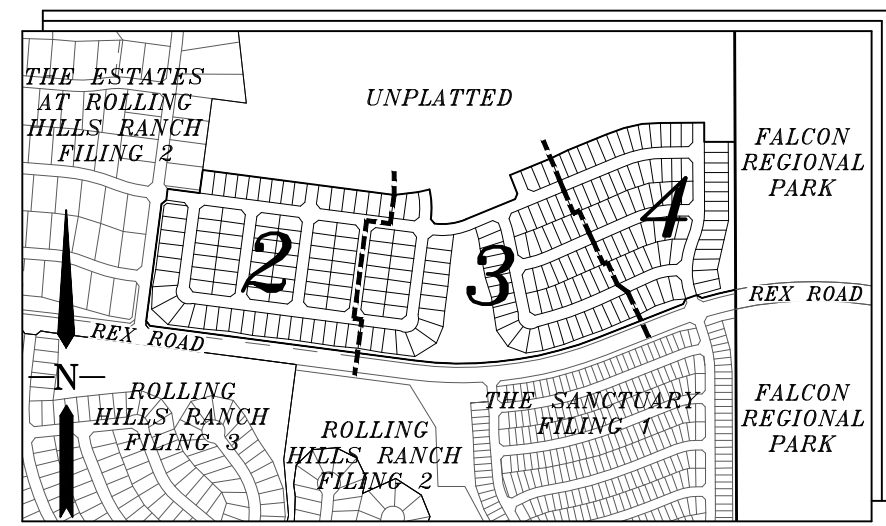 THE ESTATES
AT ROLLING
HILLS RANCH
FILING 2
UNPLATTED
FALCON
REGIONAL
PARK
2
3
4
REX ROAD
REX ROAD
N
ROLLING
HILLS RANCH
FILING 3
ROLLING
HILLS RANCH
FILING 2
THE SANCTUARY
FILING 1
FALCON
REGIONAL
PARK